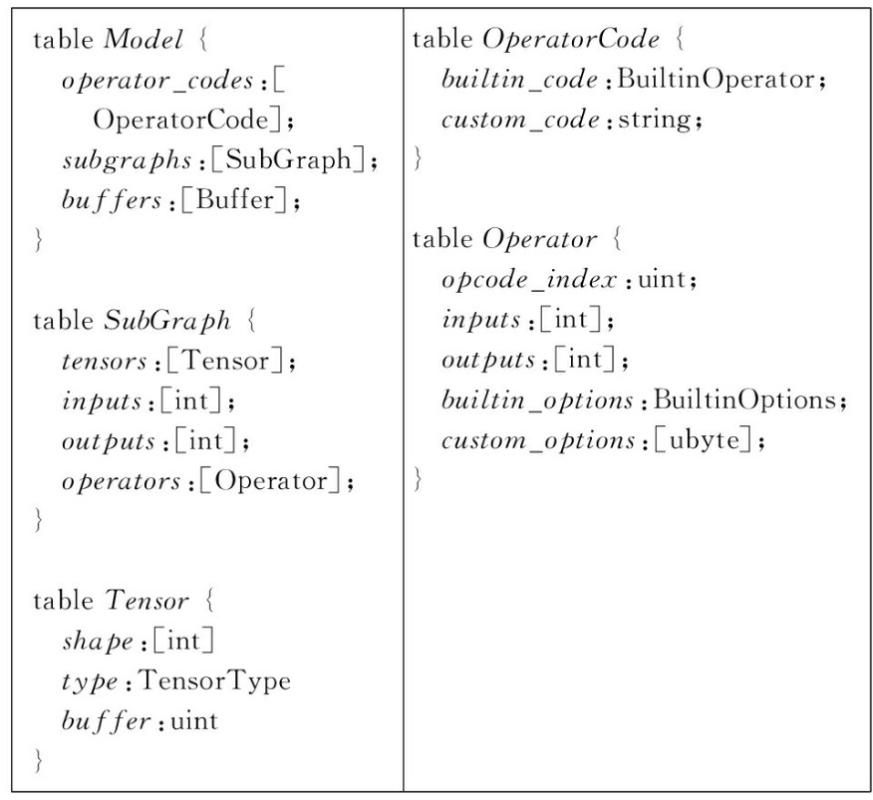 table Model {
operator_codes:[
OperatorCode];
subgraphs:[SubGraph];
buffers:[Buffer];
}
table SubGraph {
tensors:[Tensor];
inputs:[int];
outputs:[int];
operators:[Operator];
}
table Tensor {
shape:[int]
type:TensorType
buffer:uint
}
table OperatorCode {
builtin_code:BuiltinOperator;
custom_code:string;
}
table Operator {
opcode_index:uint;
inputs:[int];
outputs:[int];
builtin_options:BuiltinOptions;
custom_options:[ubyte];
}